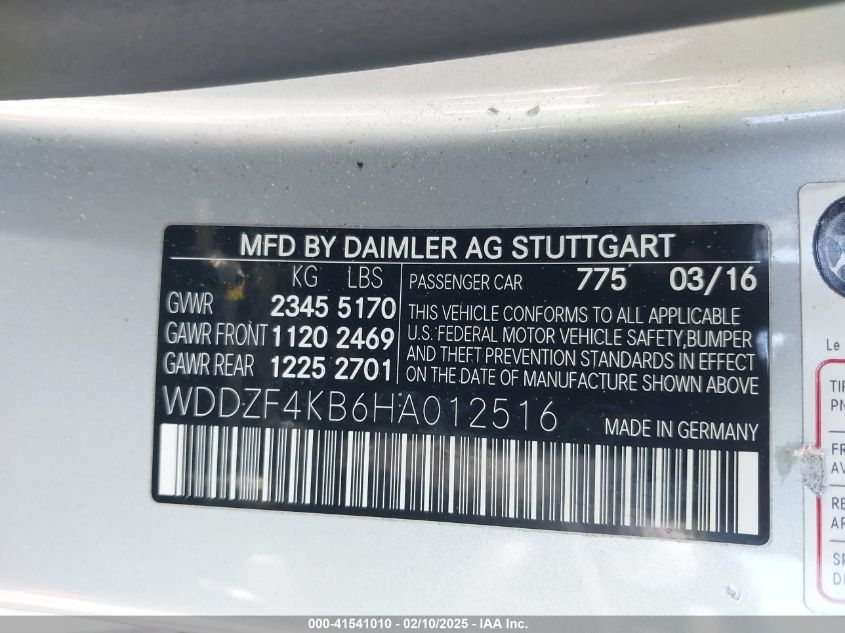 MFD BY DAIMLER AG STUTTGART
KG LBS
GVWR 2345 5170
GAWR FRONT 1120 2469
GAWR REAR 1225 2701
PASSENGER CAR 775 03/16
THIS VEHICLE CONFORMS TO ALL APPLICABLE
U.S. FEDERAL MOTOR VEHICLE SAFETY,BUMPER
AND THEFT PREVENTION STANDARDS IN EFFECT
ON THE DATE OF MANUFACTURE SHOWN ABOVE
WDDZF4KB6HA012516
MADE IN GERMANY
Le
000-41541010 - 02/10/2025 - IAA Inc.